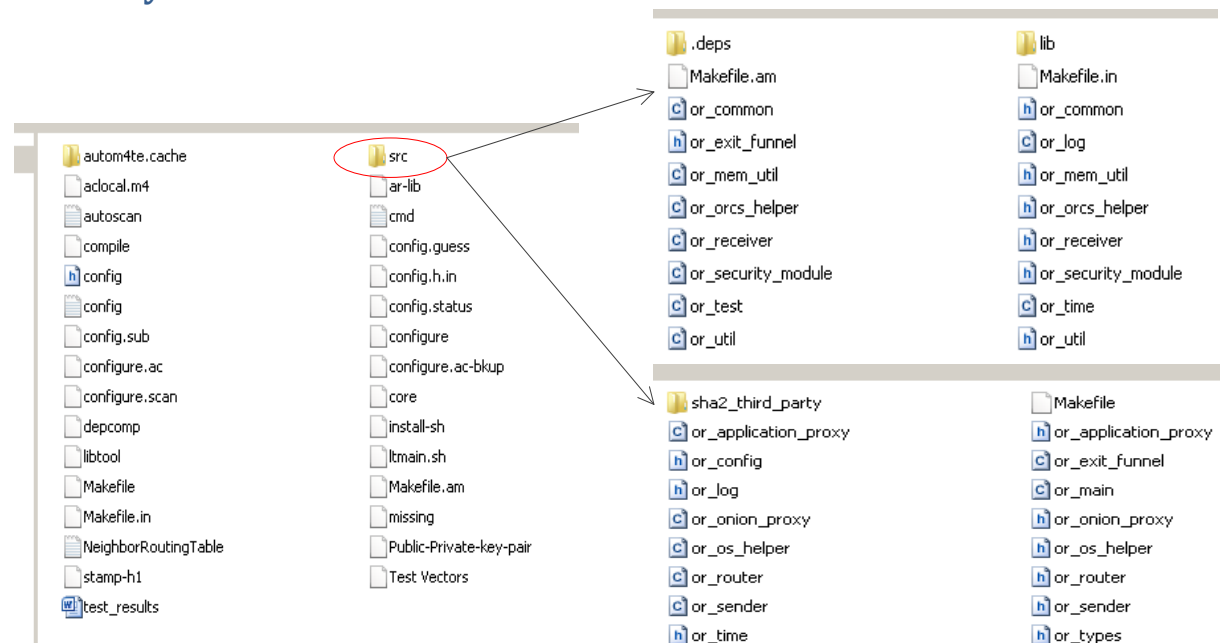 .deps
lib
Makefile.am
Makefile.in
or_common
or_common
or_exit_funnel
or_log
or_mem_util
or_mem_util
or_orcs_helper
or_orcs_helper
or_receiver
or_receiver
or_security_module
or_security_module
or_test
or_time
or_util
or_util
autom4te.cache
src
aclocal.m4
ar-lib
autoscan
cmd
compile
config.guess
config
config.h.in
config
config.status
config.sub
configure
configure.ac
configure.ac-bkup
configure.scan
core
depcomp
install-sh
libtool
ltmain.sh
Makefile
Makefile.am
Makefile.in
missing
NeighborRoutingTable
Public-Private-key-pair
stamp-h1
Test Vectors
test_results
sha2_third_party
Makefile
or_application_proxy
or_application_proxy
or_config
or_exit_funnel
or_log
or_main
or_onion_proxy
or_onion_proxy
or_os_helper
or_os_helper
or_router
or_router
or_sender
or_sender
or_time
or_types